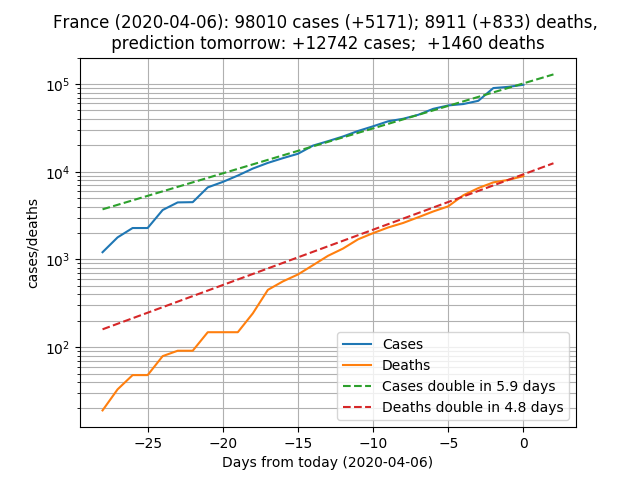 France (2020-04-06): 98010 cases (+5171); 8911 (+833) deaths,
prediction tomorrow: +12742 cases;  +1460 deaths
10^5
10^4
10^3
10^2
cases/deaths
Cases
Deaths
Cases double in 5.9 days
Deaths double in 4.8 days
−25 −20 −15 −10 −5 0
Days from today (2020-04-06)